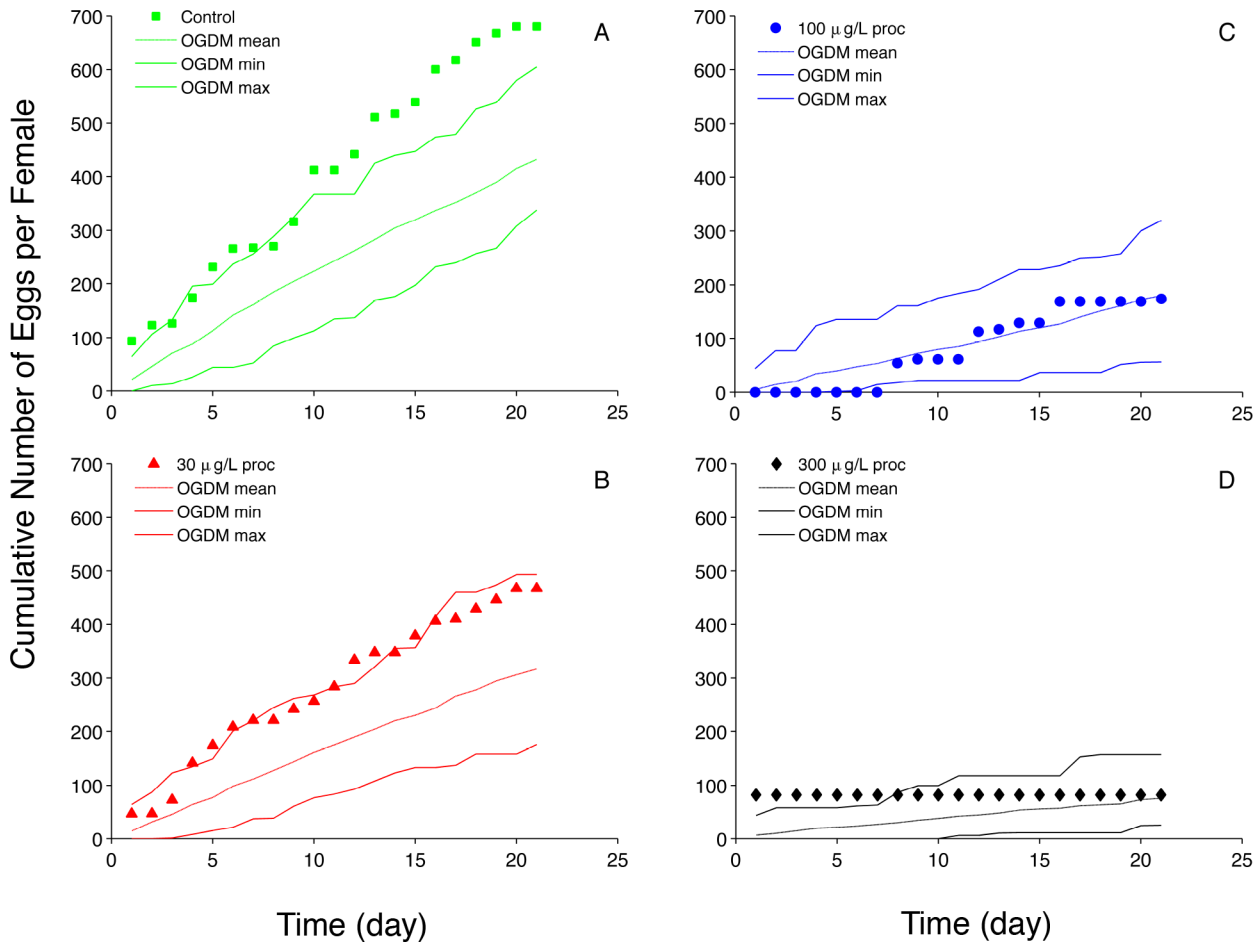 Cumulative Number of Eggs per Female
700
600
500
400
300
200
100
0
0
5
10
15
20
25
Control
OGDM mean
OGDM min
OGDM max
A
700
600
500
400
300
200
100
0
0
5
10
15
20
25
100 μ g/L proc
OGDM mean
OGDM min
OGDM max
C
700
600
500
400
300
200
100
0
0
5
10
15
20
25
30 μ g/L proc
OGDM mean
OGDM min
OGDM max
B
Time (day)
700
600
500
400
300
200
100
0
0
5
10
15
20
25
300 μ g/L proc
OGDM mean
OGDM min
OGDM max
D
Time (day)